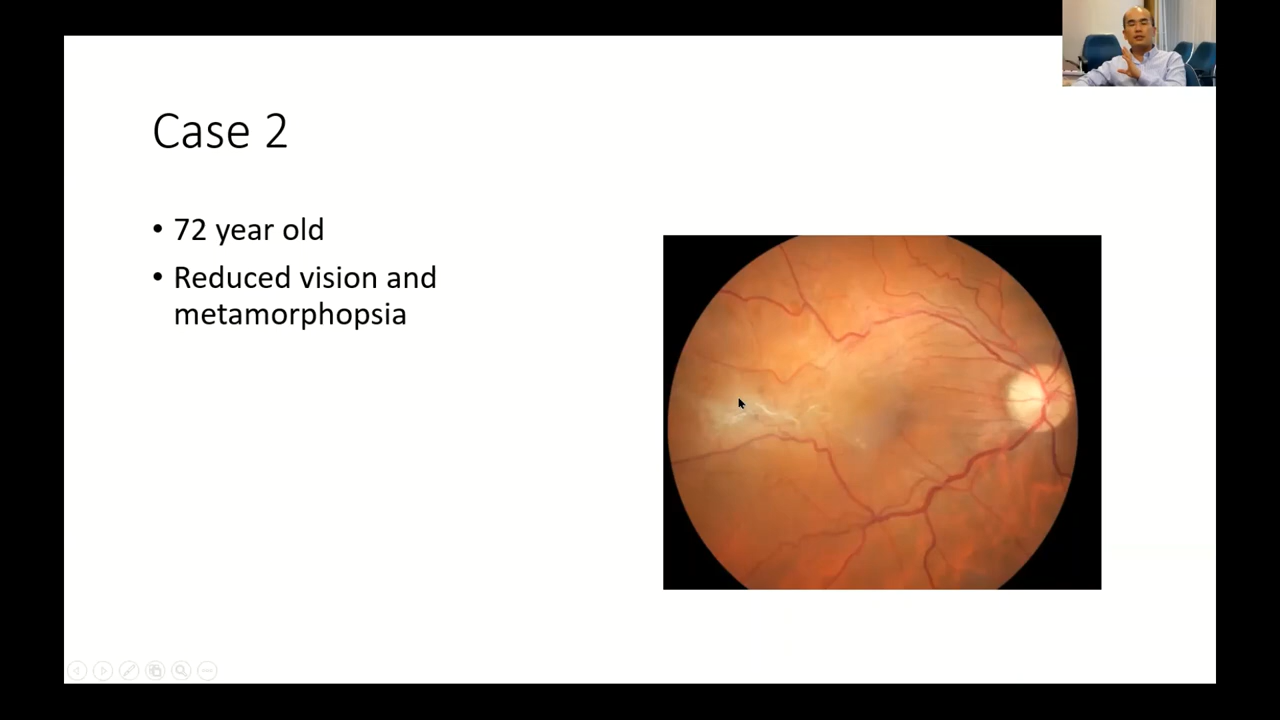 Case 2
• 72 year old
• Reduced vision and
metamorphopsia